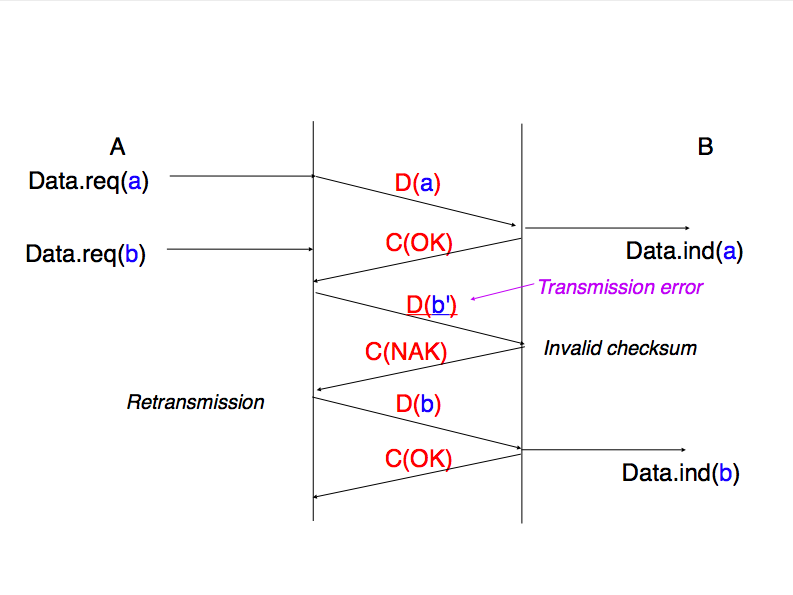 A
B
Data.req(a)
D(a)
C(OK)
Data.req(b)
Data.ind(a)
Transmission error
D(b')
C(NAK)
Invalid checksum
Retransmission
D(b)
C(OK)
Data.ind(b)